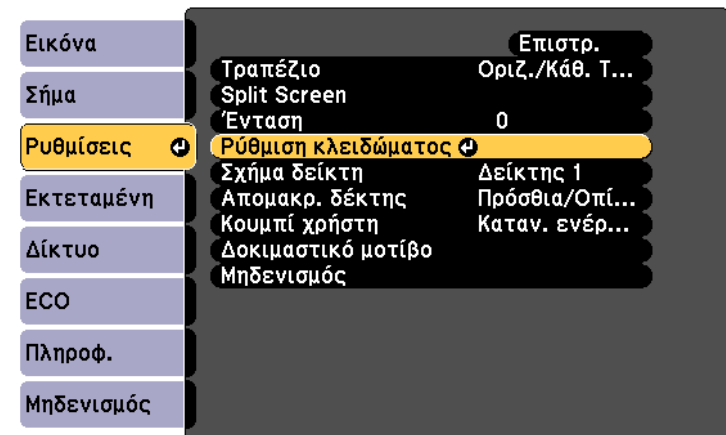 Εικόνα
Σήμα
Ρυθμίσεις
Εκτεταμένη
Δίκτυο
ECO
Πληροφ.
Μηδενισμός
Επιστρ.
Τραπέζιο Οριζ./Κάθ. Τ...
Split Screen
Ένταση 0
Ρύθμιση κλειδώματος
Σχήμα δείκτη Δείκτης 1
Απομακρ. δέκτης Πρόσθια/Οπί...
Κουμπί χρήστη Καταν. ενέρ...
Δοκιμαστικό μοτίβο
Μηδενισμός